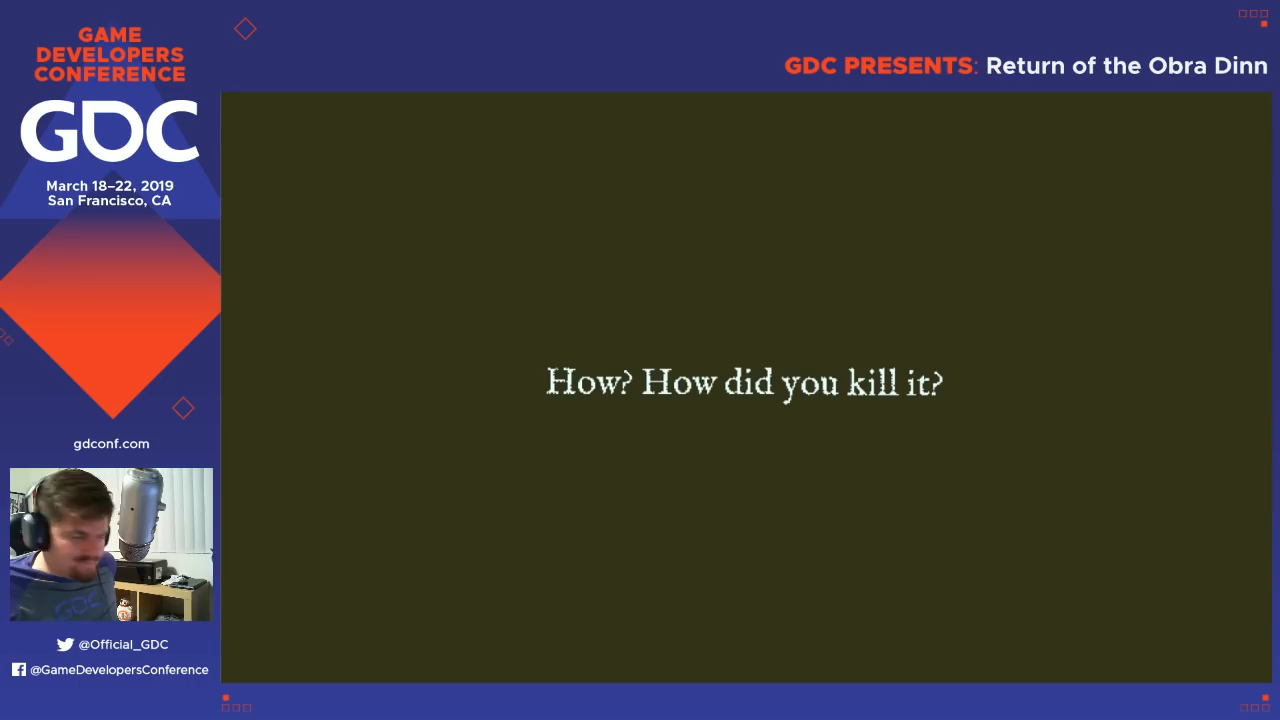 GAME
DEVELOPERS
CONFERENCE
GDC
March 18–22, 2019
San Francisco, CA
gdconf.com
GDC
@Official_GDC
@GameDevelopersConference
GDC PRESENTS: Return of the Obra Dinn
How? How did you kill it?